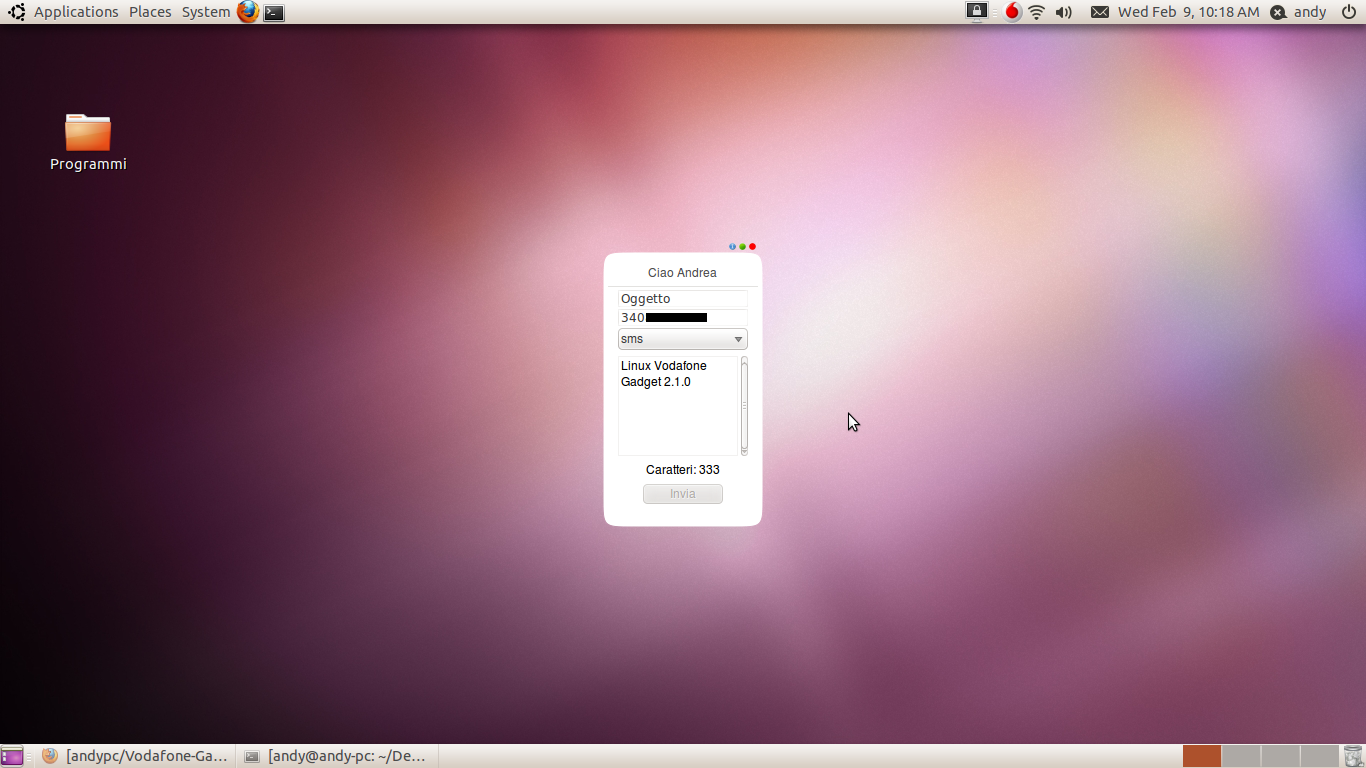 Applications Places System
Wed Feb 9, 10:18 AM
andy
Programmi
Ciao Andrea
Oggetto
340
sms
Linux Vodafone
Gadget 2.1.0
Caratteri: 333
Invia
[andypc/Vodafone-Ga...
[andy@andy-pc: ~/De...